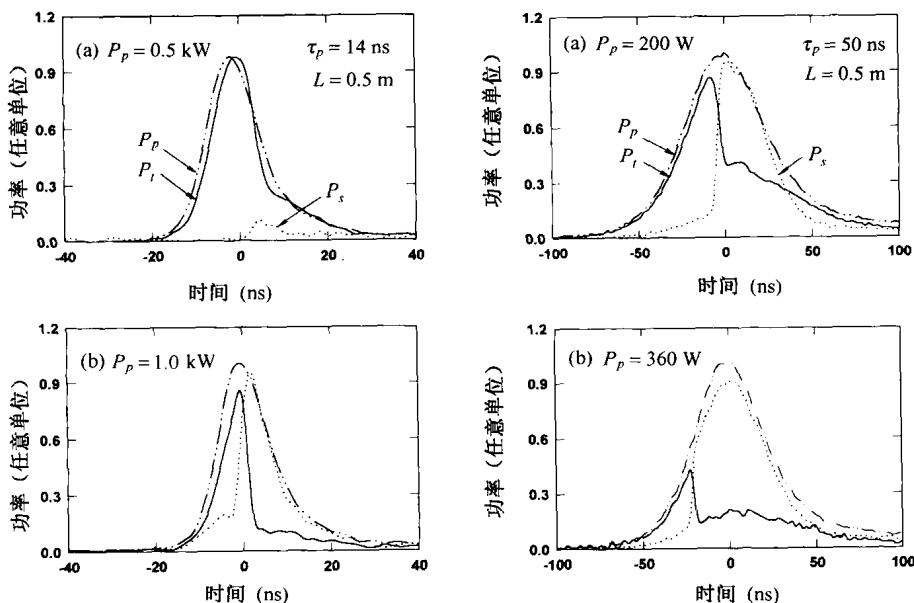 1.2
0.9
0.6
0.3
0.0
功率 (任意单位)
(a) P_p = 0.5 kW
τ_p = 14 ns
L = 0.5 m
P_p
P_t
P_s
-40
-20
0
20
40
时间 (ns)
1.2
0.9
0.6
0.3
0.0
功率 (任意单位)
(a) P_p = 200 W
τ_p = 50 ns
L = 0.5 m
P_p
P_t
P_s
-100
-50
0
50
100
时间 (ns)
1.2
0.9
0.6
0.3
0.0
功率 (任意单位)
(b) P_p = 1.0 kW
-40
-20
0
20
40
时间 (ns)
1.2
0.9
0.6
0.3
0.0
功率 (任意单位)
(b) P_p = 360 W
-100
-50
0
50
100
时间 (ns)